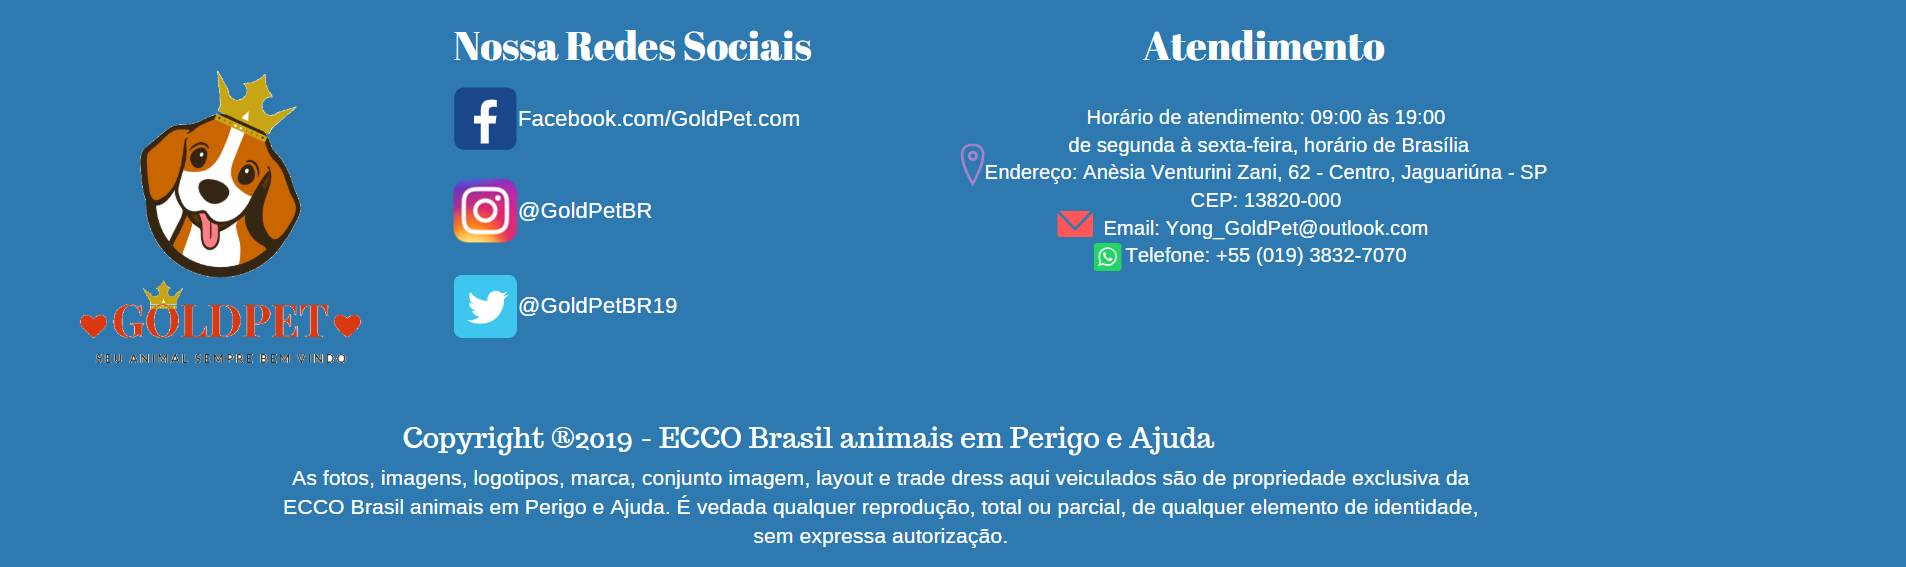 GOLDPET
SEU ANIMAL SEMPRE BEM VINDO
Nossa Redes Sociais
Facebook.com/GoldPet.com
@GoldPetBR
@GoldPetBR19
Atendimento
Horário de atendimento: 09:00 às 19:00
de segunda à sexta-feira, horário de Brasília
Endereço: Anèsia Venturini Zani, 62 - Centro, Jaguariúna - SP
CEP: 13820-000
Email: Yong_GoldPet@outlook.com
Telefone: +55 (019) 3832-7070
Copyright ®2019 - ECCO Brasil animais em Perigo e Ajuda
As fotos, imagens, logotipos, marca, conjunto imagem, layout e trade dress aqui veiculados são de propriedade exclusiva da
ECCO Brasil animais em Perigo e Ajuda. É vedada qualquer reprodução, total ou parcial, de qualquer elemento de identidade,
sem expressa autorização.